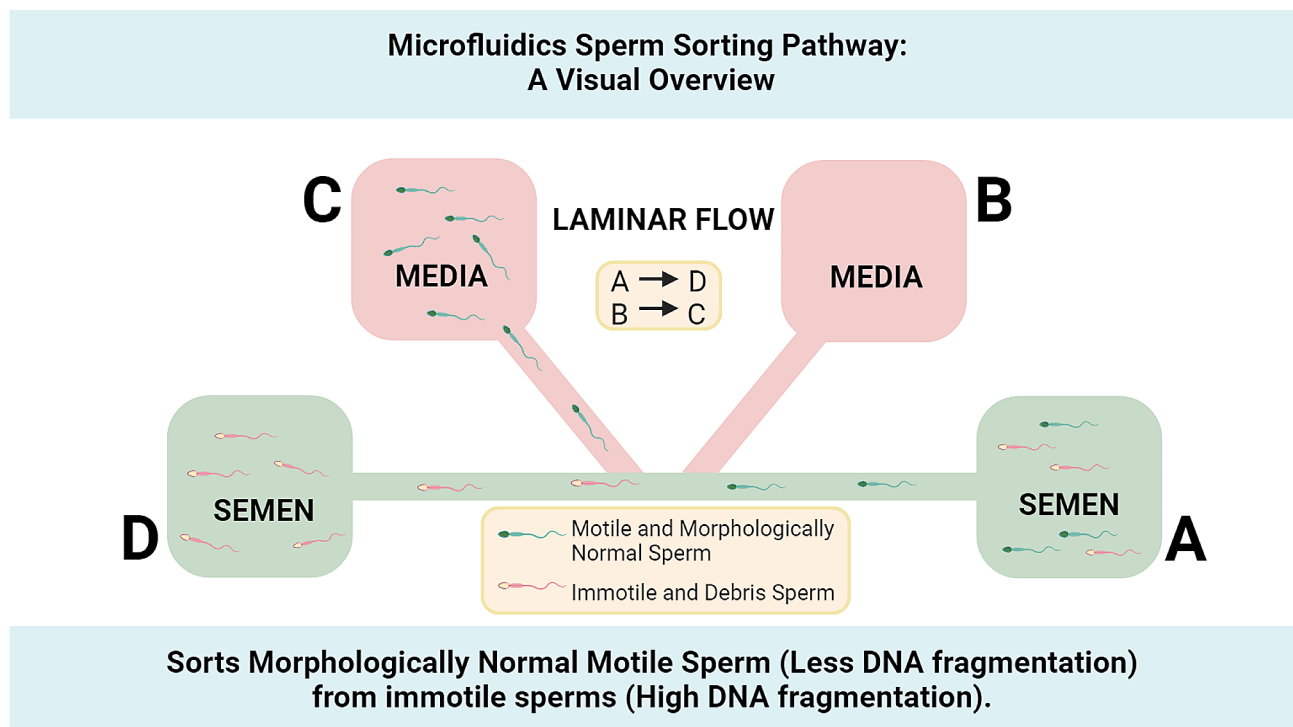 Microfluidics Sperm Sorting Pathway:
A Visual Overview
C
MEDIA
LAMINAR FLOW
A → D
B → C
B
MEDIA
D
SEMEN
SEMEN
A
Motile and Morphologically
Normal Sperm
Immotile and Debris Sperm
Sorts Morphologically Normal Motile Sperm (Less DNA fragmentation)
from immotile sperms (High DNA fragmentation).